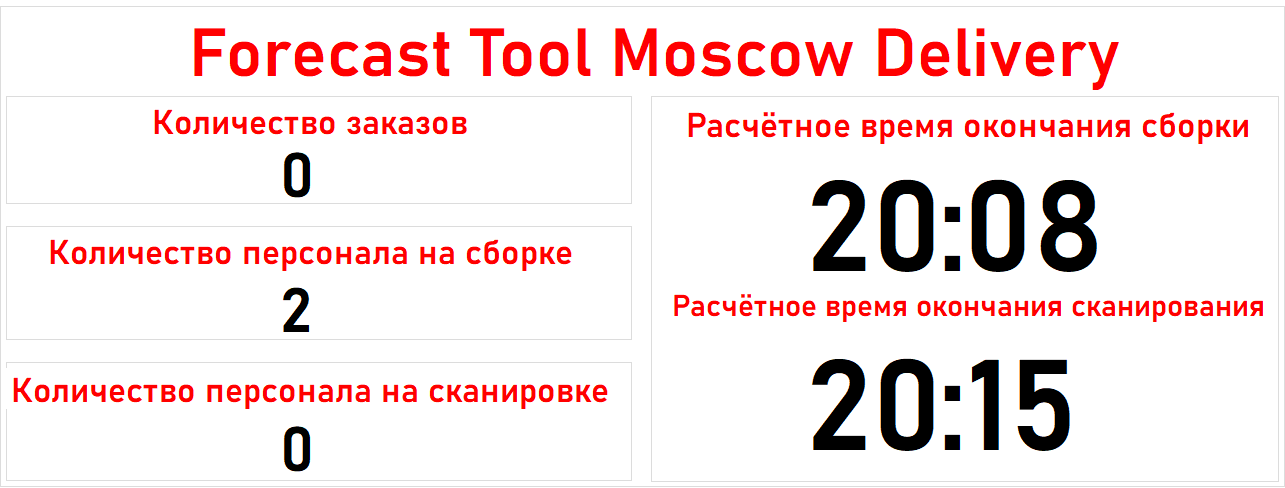 Forecast Tool Moscow Delivery
Количество заказов
0
Количество персонала на сборке
2
Количество персонала на сканировке
0
Расчётное время окончания сборки
20:08
Расчётное время окончания сканирования
20:15